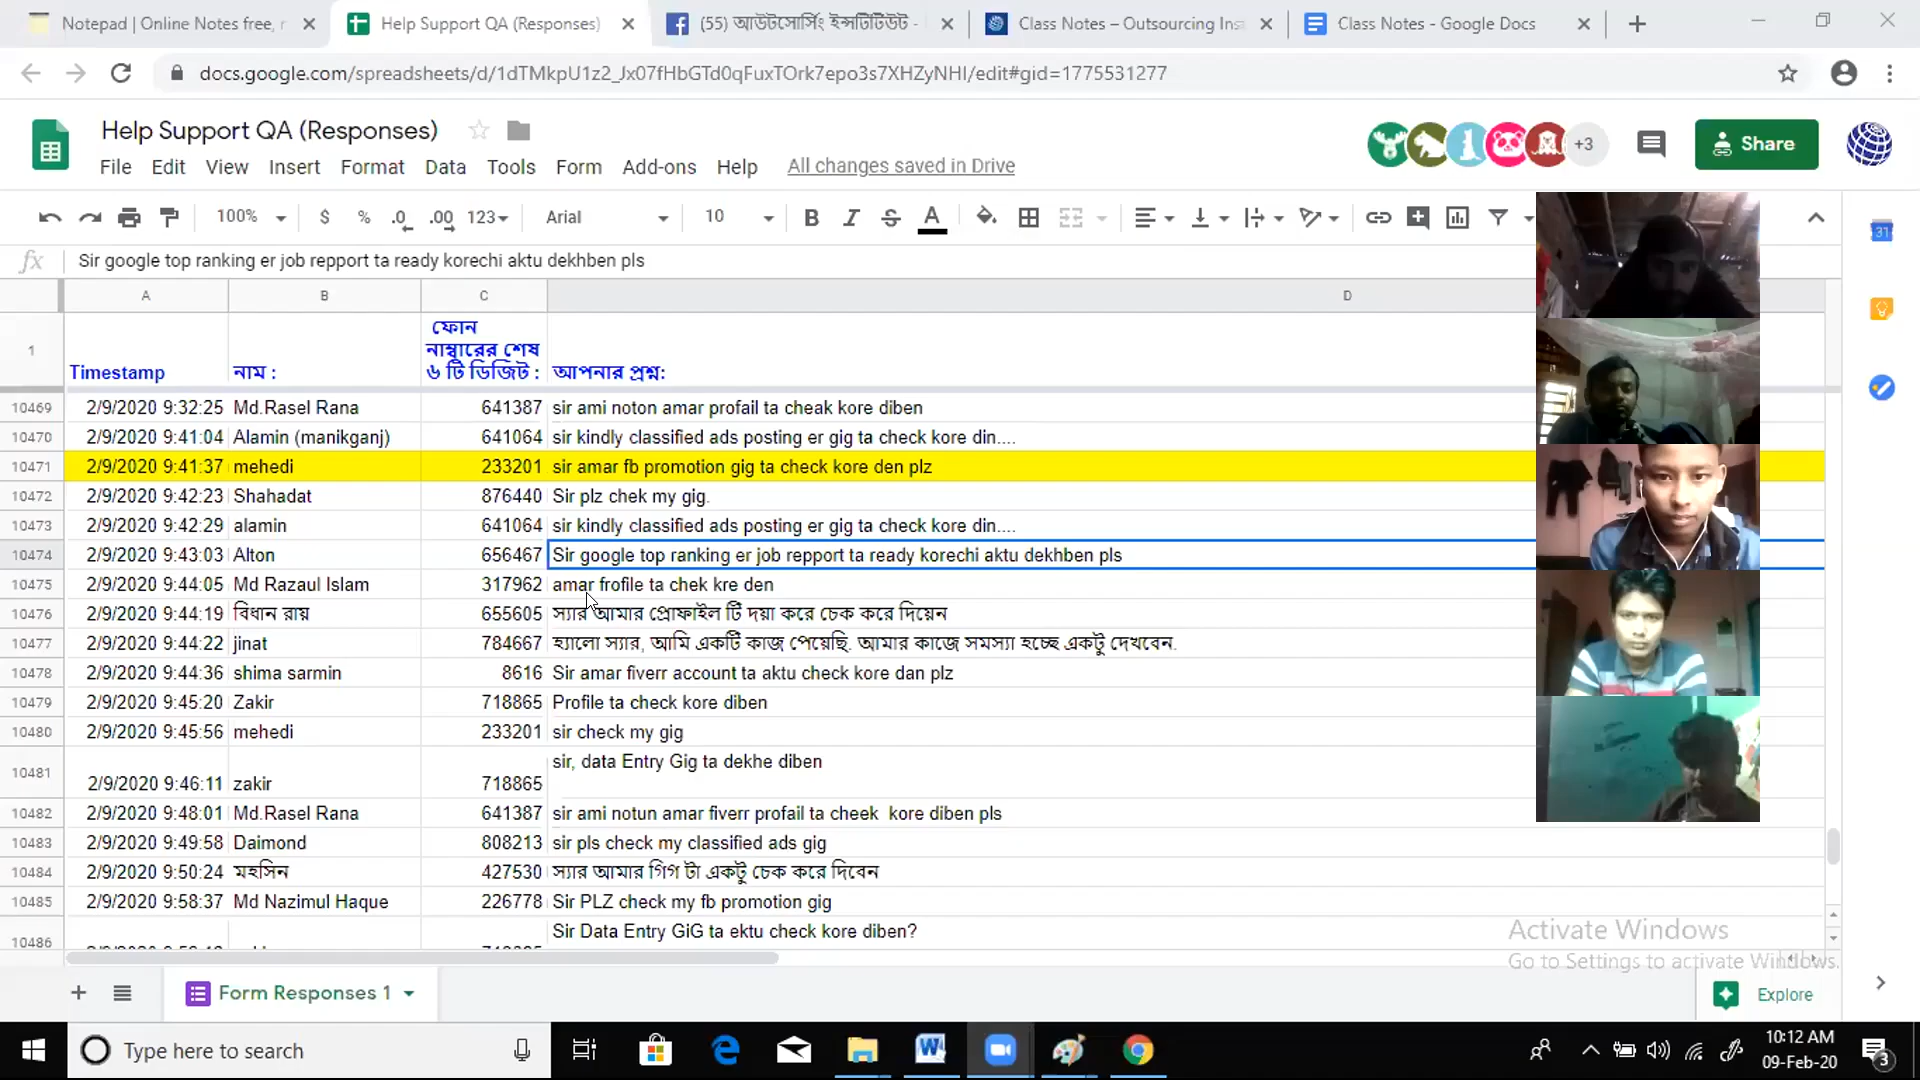 Notepad | Online Notes free, r
Help Support QA (Responses)
(55) আউটসোর্সিং ইন্সটিটিউট -
Class Notes – Outsourcing Ins
Class Notes - Google Docs
docs.google.com/spreadsheets/d/1dTMkpU1z2_Jx07fHbGTd0qFuxTOrk7epo3s7XHZyNHI/edit#gid=1775531277
Help Support QA (Responses)
+3
Share
File Edit View Insert Format Data Tools Form Add-ons Help All changes saved in Drive
100% $ % .0 .00 123 Arial 10 B I S A
fx Sir google top ranking er job repport ta ready korechi aktu dekhben pls
A B C D
1 Timestamp নাম : ফোন নাম্বারের শেষ ৬ টি ডিজিট : আপনার প্রশ্ন:
10469 2/9/2020 9:32:25 Md.Rasel Rana 641387 sir ami noton amar profail ta cheak kore diben
10470 2/9/2020 9:41:04 Alamin (manikganj) 641064 sir kindly classified ads posting er gig ta check kore din....
10471 2/9/2020 9:41:37 mehedi 233201 sir amar fb promotion gig ta check kore den plz
10472 2/9/2020 9:42:23 Shahadat 876440 Sir plz chek my gig.
10473 2/9/2020 9:42:29 alamin 641064 sir kindly classified ads posting er gig ta check kore din....
10474 2/9/2020 9:43:03 Alton 656467 Sir google top ranking er job repport ta ready korechi aktu dekhben pls
10475 2/9/2020 9:44:05 Md Razaul Islam 317962 amar frofile ta chek kre den
10476 2/9/2020 9:44:19 বিধান রায় 655605 স্যার আমার প্রোফাইল টি দয়া করে চেক করে দিয়েন
10477 2/9/2020 9:44:22 jinat 784667 হ্যালো স্যার, আমি একটি কাজ পেয়েছি. আমার কাজে সমস্যা হচ্ছে একটু দেখবেন.
10478 2/9/2020 9:44:36 shima sarmin 8616 Sir amar fiverr account ta aktu check kore dan plz
10479 2/9/2020 9:45:20 Zakir 718865 Profile ta check kore diben
10480 2/9/2020 9:45:56 mehedi 233201 sir check my gig
10481 2/9/2020 9:46:11 zakir 718865 sir, data Entry Gig ta dekhe diben
10482 2/9/2020 9:48:01 Md.Rasel Rana 641387 sir ami notun amar fiverr profail ta cheek kore diben pls
10483 2/9/2020 9:49:58 Daimond 808213 sir pls check my classified ads gig
10484 2/9/2020 9:50:24 মহসিন 427530 স্যার আমার গিগ টা একটু চেক করে দিবেন
10485 2/9/2020 9:58:37 Md Nazimul Haque 226778 Sir PLZ check my fb promotion gig
10486 Sir Data Entry GiG ta ektu check kore diben?
Activate Windows
Go to Settings to activate Windows.
Form Responses 1
Explore
Type here to search
10:12 AM
09-Feb-20
3
31